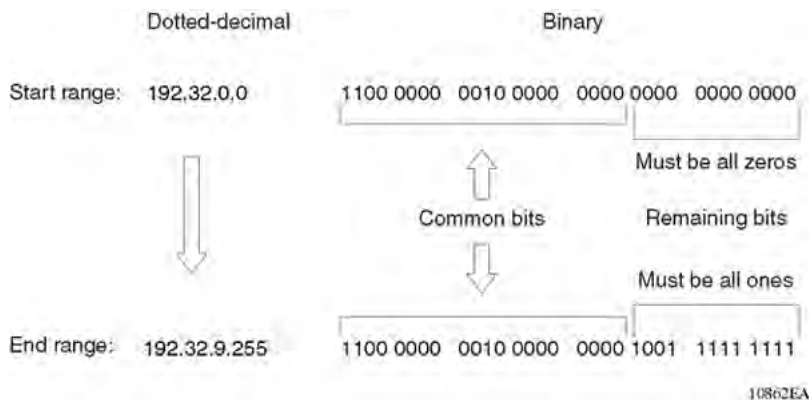 Dotted-decimal Binary
Start range: 192.32.0.0 1100 0000 0010 0000 0000 0000 0000 0000
Must be all zeros
Common bits Remaining bits
Must be all ones
End range: 192.32.9.255 1100 0000 0010 0000 0000 1001 1111 1111
10862EA